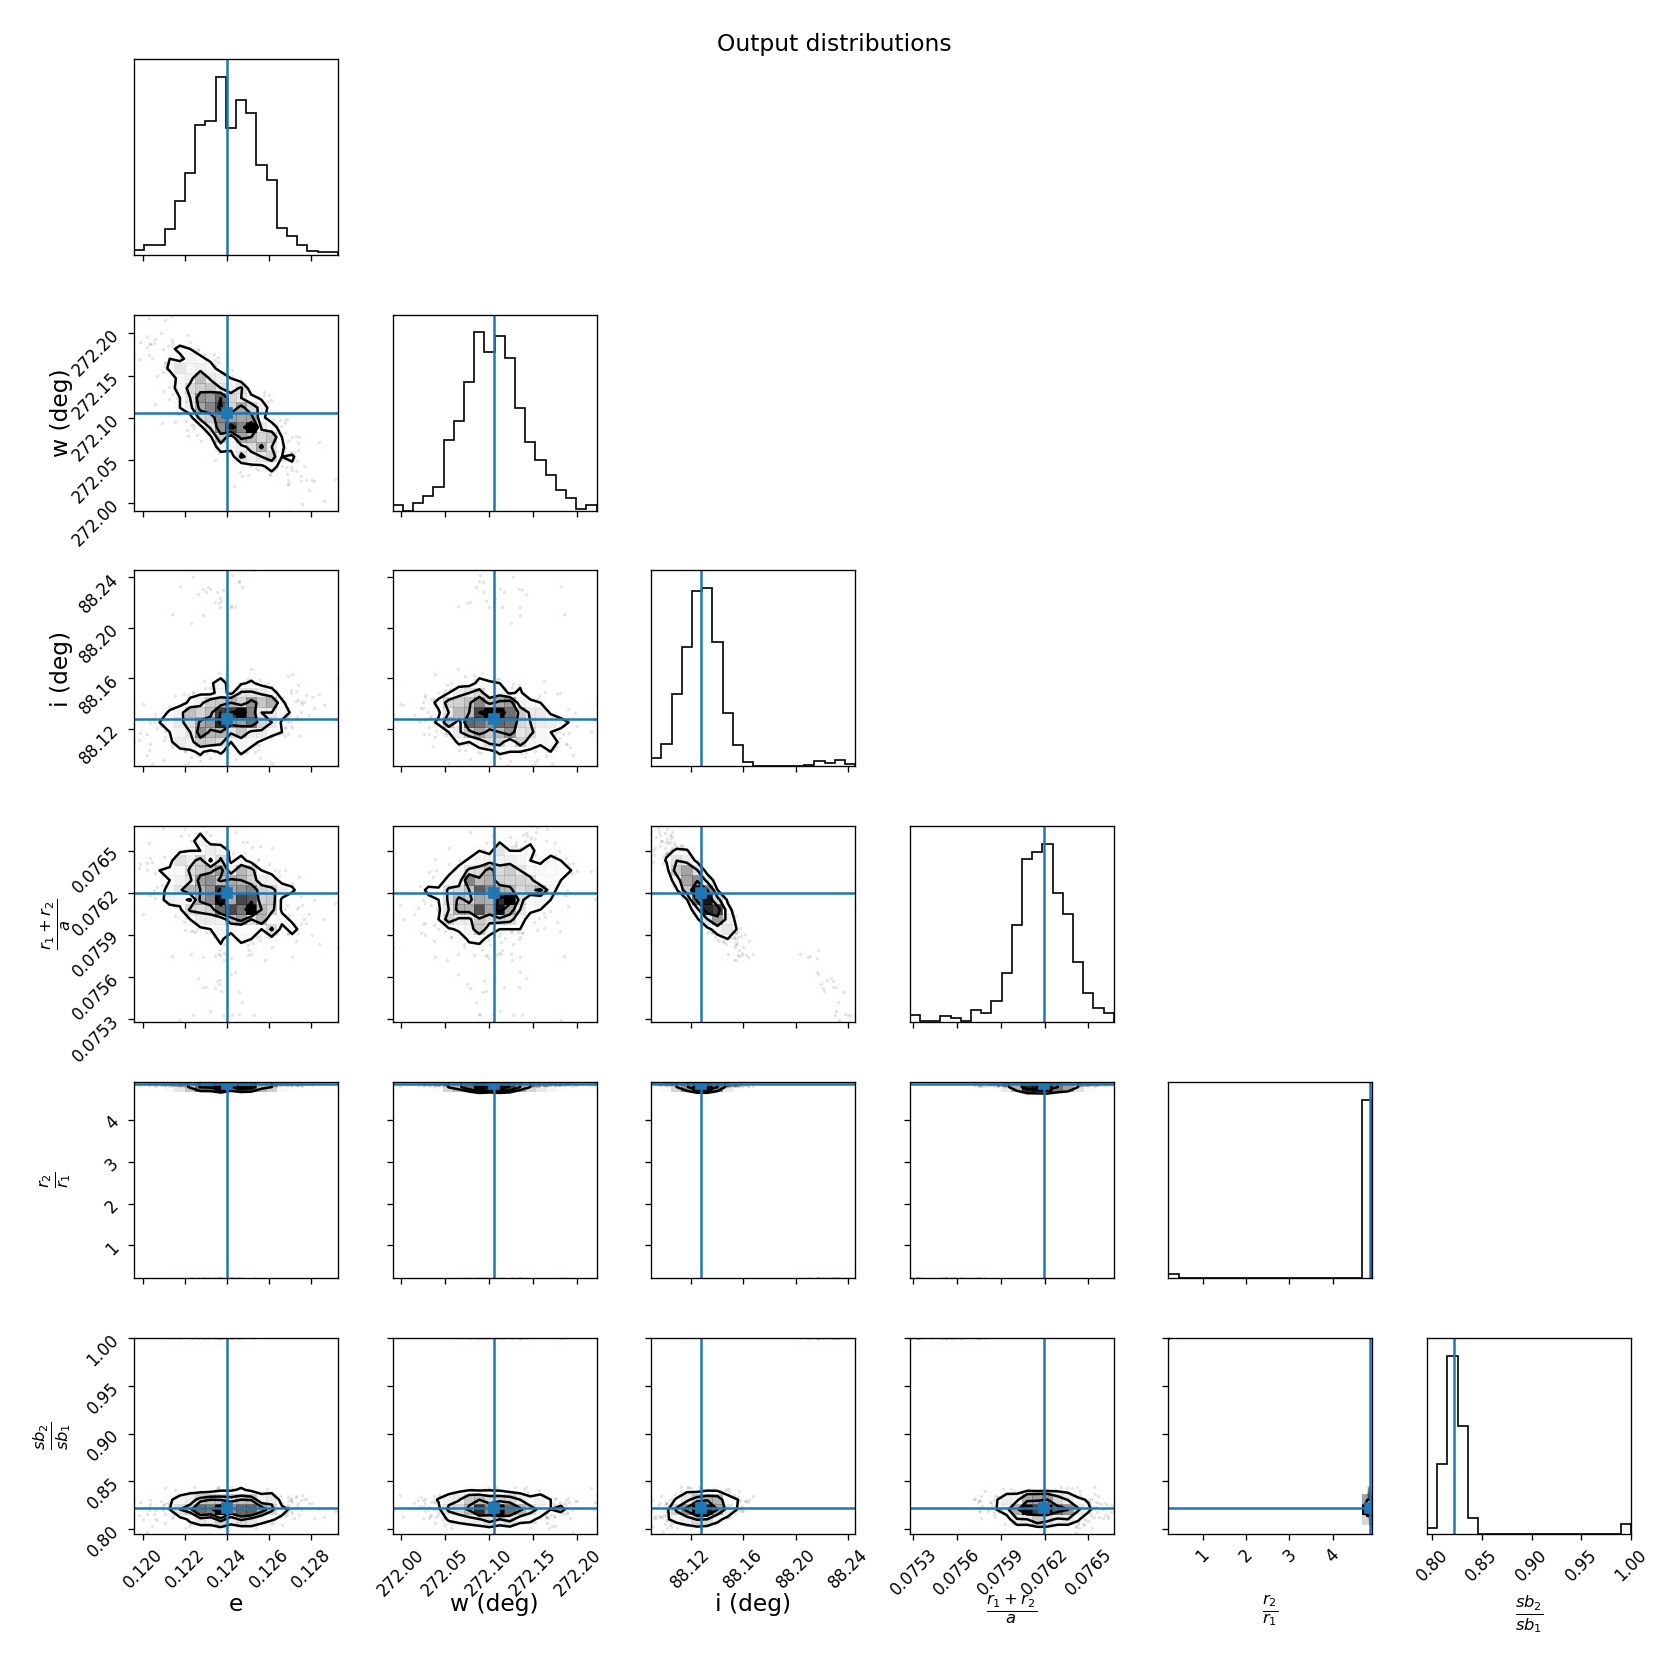 Output distributions
272.20
272.15
272.10
272.05
272.00
w (deg)
88.24
88.20
88.16
88.12
i (deg)
0.0765
0.0762
0.0759
0.0756
0.0753
r1 + r2
a
4
3
2
1
r2
r1
1.00
0.95
0.90
0.85
0.80
sb2
sb1
0.120 0.122 0.124 0.126 0.128
272.00 272.05 272.10 272.15 272.20
88.12 88.16 88.20 88.24
0.0753 0.0756 0.0759 0.0762 0.0765
1 2 3 4
0.80 0.85 0.90 0.95 1.00
e
w (deg)
i (deg)
r1 + r2
a
r2
r1
sb2
sb1